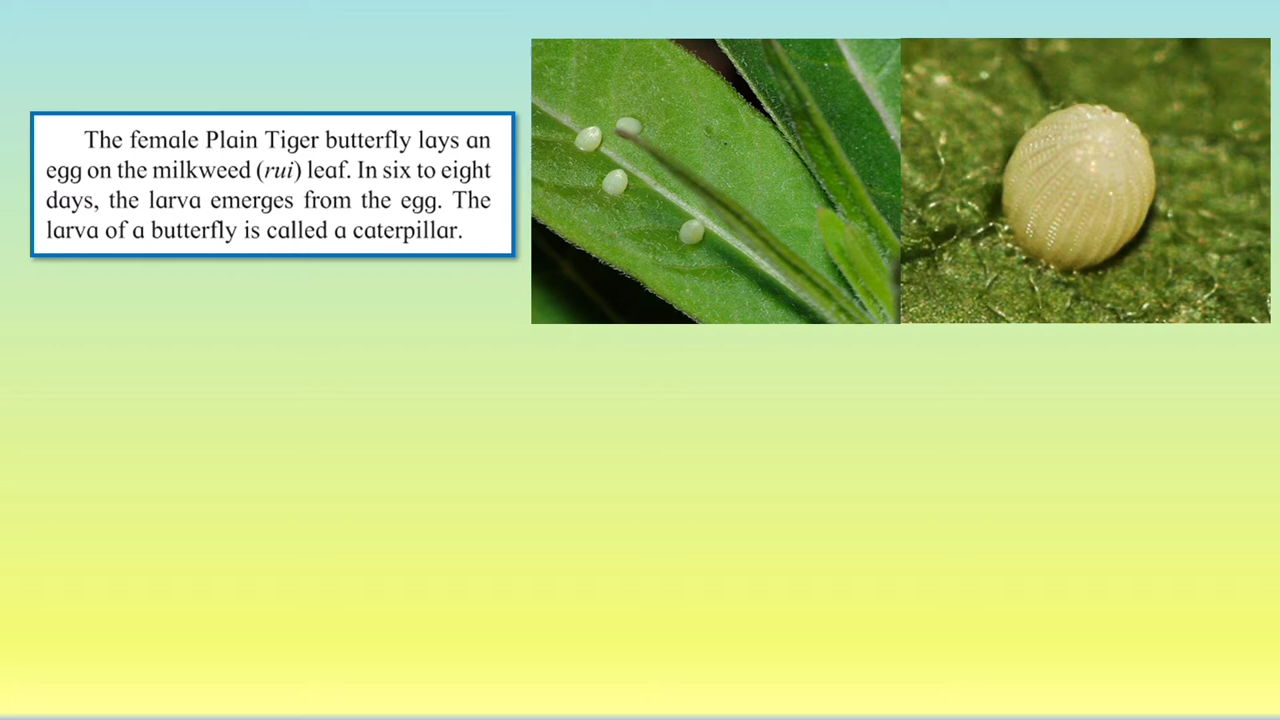 The female Plain Tiger butterfly lays an
egg on the milkweed (rui) leaf. In six to eight
days, the larva emerges from the egg. The
larva of a butterfly is called a caterpillar.